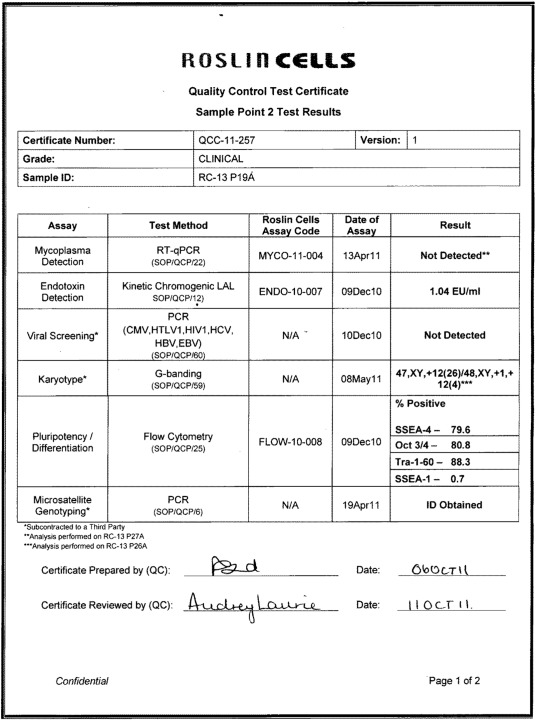 ROSLIN CELLS
Quality Control Test Certificate
Sample Point 2 Test Results
Certificate Number: QCC-11-257 Version: 1
Grade: CLINICAL
Sample ID: RC-13 P19A
Assay Test Method Roslin Cells Assay Code Date of Assay Result
Mycoplasma Detection RT-qPCR (SOP/QCP/22) MYCO-11-004 13Apr11 Not Detected**
Endotoxin Detection Kinetic Chromogenic LAL SOP/QCP/12) ENDO-10-007 09Dec10 1.04 EU/ml
Viral Screening* PCR (CMV,HTLV1,HIV1,HCV, HBV,EBV) (SOP/QCP/60) N/A 10Dec10 Not Detected
Karyotype* G-banding (SOP/QCP/59) N/A 08May11 47,XY,+12(26)/48,XY,+1,+ 12(4)***
Pluripotency / Differentiation Flow Cytometry (SOP/QCP/25) FLOW-10-008 09Dec10 % Positive
SSEA-4 – 79.6
Oct 3/4 – 80.8
Tra-1-60 – 88.3
SSEA-1 – 0.7
Microsatellite Genotyping* PCR (SOP/QCP/6) N/A 19Apr11 ID Obtained
*Subcontracted to a Third Party
**Analysis performed on RC-13 P27A
***Analysis performed on RC-13 P26A
Certificate Prepared by (QC): Date: 06OCT11
Certificate Reviewed by (QC): Audrey Laurie Date: 11OCT11.
Confidential Page 1 of 2